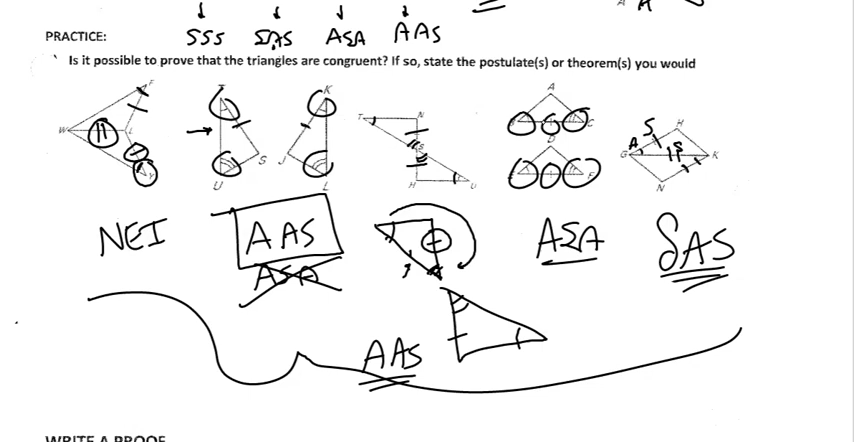 SSS SAS ASA AAS
PRACTICE:
Is it possible to prove that the triangles are congruent? If so, state the postulate(s) or theorem(s) you would
F W L Y
T S U
K J L
T N S H U
A C D F
A S H G K N
NEI AAS ASA SAS
ASA
AAS
WRITE A PROOF